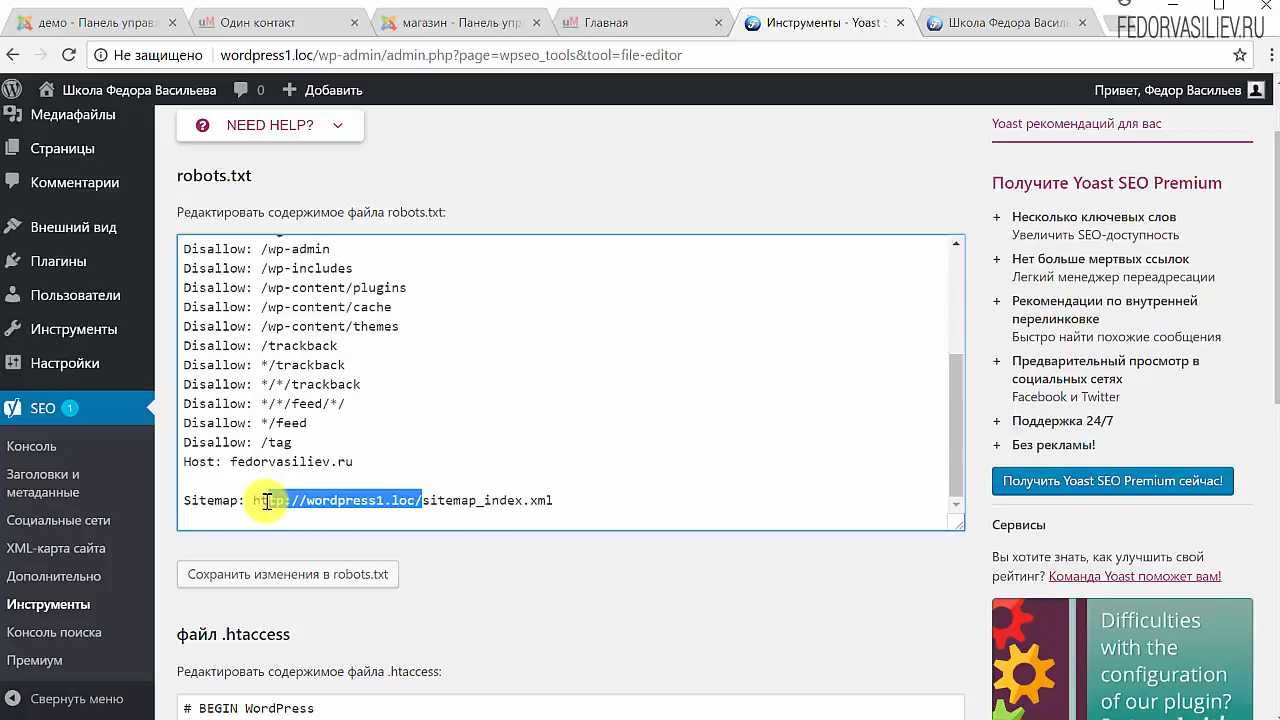 демо - Панель управл
Один контакт
магазин - Панель упр
Главная
Инструменты - Yoast S
Школа Федора Васильe
FEDORVASILIEV.RU
Не защищено
wordpress1.loc/wp-admin/admin.php?page=wpseo_tools&tool=file-editor
Школа Федора Васильева
0
Добавить
Привет, Федор Васильев
Медиафайлы
Страницы
Комментарии
Внешний вид
Плагины
Пользователи
Инструменты
Настройки
SEO 1
Консоль
Заголовки и
метаданные
Социальные сети
XML-карта сайта
Дополнительно
Инструменты
Консоль поиска
Премиум
Свернуть меню
NEED HELP?
robots.txt
Редактировать содержимое файла robots.txt:
Disallow: /wp-admin
Disallow: /wp-includes
Disallow: /wp-content/plugins
Disallow: /wp-content/cache
Disallow: /wp-content/themes
Disallow: /trackback
Disallow: */trackback
Disallow: */*/trackback
Disallow: */*/feed/*/
Disallow: */feed
Disallow: /tag
Host: fedorvasiliev.ru
Sitemap: http://wordpress1.loc/sitemap_index.xml
Сохранить изменения в robots.txt
файл .htaccess
Редактировать содержимое файла .htaccess:
# BEGIN WordPress
Yoast рекомендаций для вас
Получите Yoast SEO Premium
+ Несколько ключевых слов
Увеличить SEO-доступность
+ Нет больше мертвых ссылок
Легкий менеджер переадресации
+ Рекомендации по внутренней
перелинковке
Быстро найти похожие сообщения
+ Предварительный просмотр в
социальных сетях
Facebook и Twitter
+ Поддержка 24/7
+ Без рекламы!
Получить Yoast SEO Premium сейчас!
Сервисы
Вы хотите знать, как улучшить свой
рейтинг? Команда Yoast поможет вам!
Difficulties
with the
configuration
of our plugin?